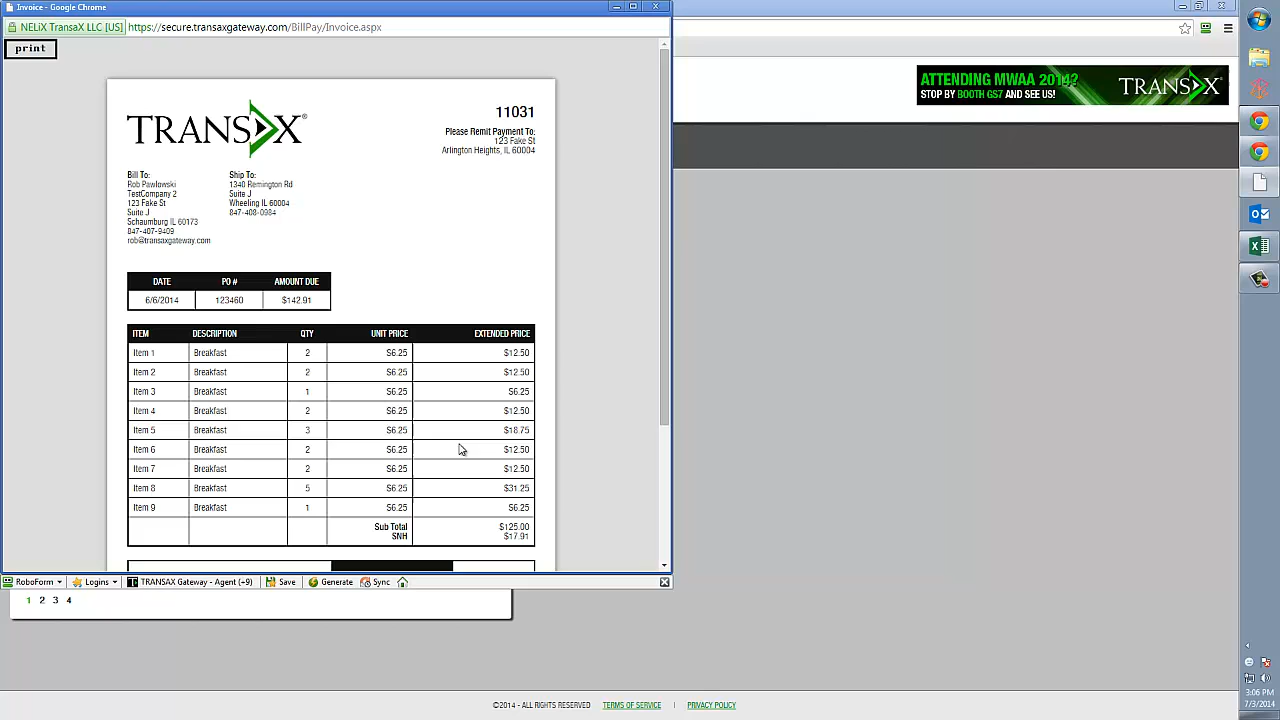 Invoice - Google Chrome
NELiX TransaX LLC [US] https://secure.transaxgateway.com/BillPay/Invoice.aspx
print
ATTENDING MWAA 2014?
STOP BY BOOTH GS7 AND SEE US!
TRANSAX®
TRANSAX®
11031
Please Remit Payment To:
123 Fake St
Arlington Heights, IL 60004
Bill To:
Rob Pawlowski
TestCompany 2
123 Fake St
Suite J
Schaumburg IL 60173
847-407-9409
rob@transaxgateway.com
Ship To:
1340 Remington Rd
Suite J
Wheeling IL 60004
847-408-0984
DATE PO # AMOUNT DUE
6/6/2014 123460 $142.91
ITEM DESCRIPTION QTY UNIT PRICE EXTENDED PRICE
Item 1 Breakfast 2 $6.25 $12.50
Item 2 Breakfast 2 $6.25 $12.50
Item 3 Breakfast 1 $6.25 $6.25
Item 4 Breakfast 2 $6.25 $12.50
Item 5 Breakfast 3 $6.25 $18.75
Item 6 Breakfast 2 $6.25 $12.50
Item 7 Breakfast 2 $6.25 $12.50
Item 8 Breakfast 5 $6.25 $31.25
Item 9 Breakfast 1 $6.25 $6.25
Sub Total $125.00
SNH $17.91
RoboForm Logins TRANSAX Gateway - Agent (+9) Save Generate Sync
1 2 3 4
©2014 - ALL RIGHTS RESERVED TERMS OF SERVICE | PRIVACY POLICY
3:06 PM
7/3/2014